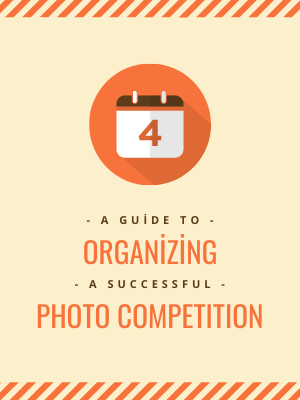 4
- A GUİDE TO -
ORGANİZİNG
- A SUCCESSFUL -
PHOTO COMPETITION